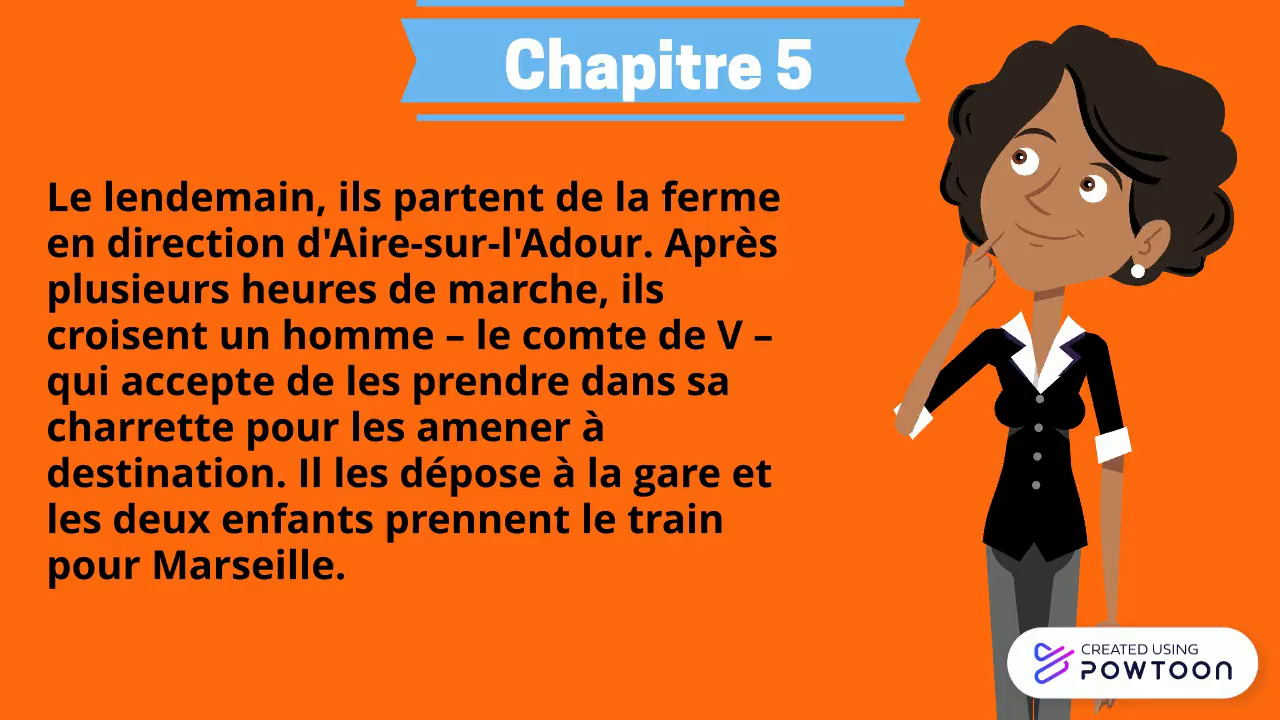 Chapitre 5
Le lendemain, ils partent de la ferme
en direction d'Aire-sur-l'Adour. Après
plusieurs heures de marche, ils
croisent un homme – le comte de V –
qui accepte de les prendre dans sa
charrette pour les amener à
destination. Il les dépose à la gare et
les deux enfants prennent le train
pour Marseille.
CREATED USING
POWTOON